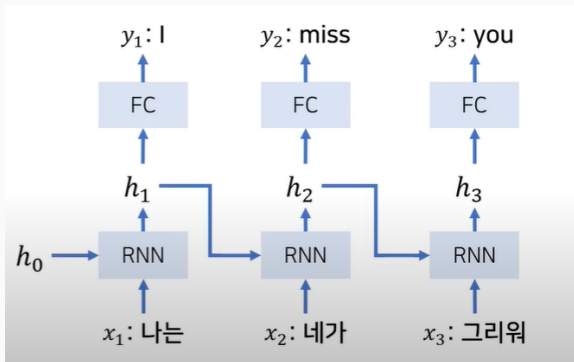 y₁: I y₂: miss y₃: you
FC FC FC
h₁ h₂ h₃
h₀ RNN RNN RNN
x₁: 나는 x₂: 네가 x₃: 그리워